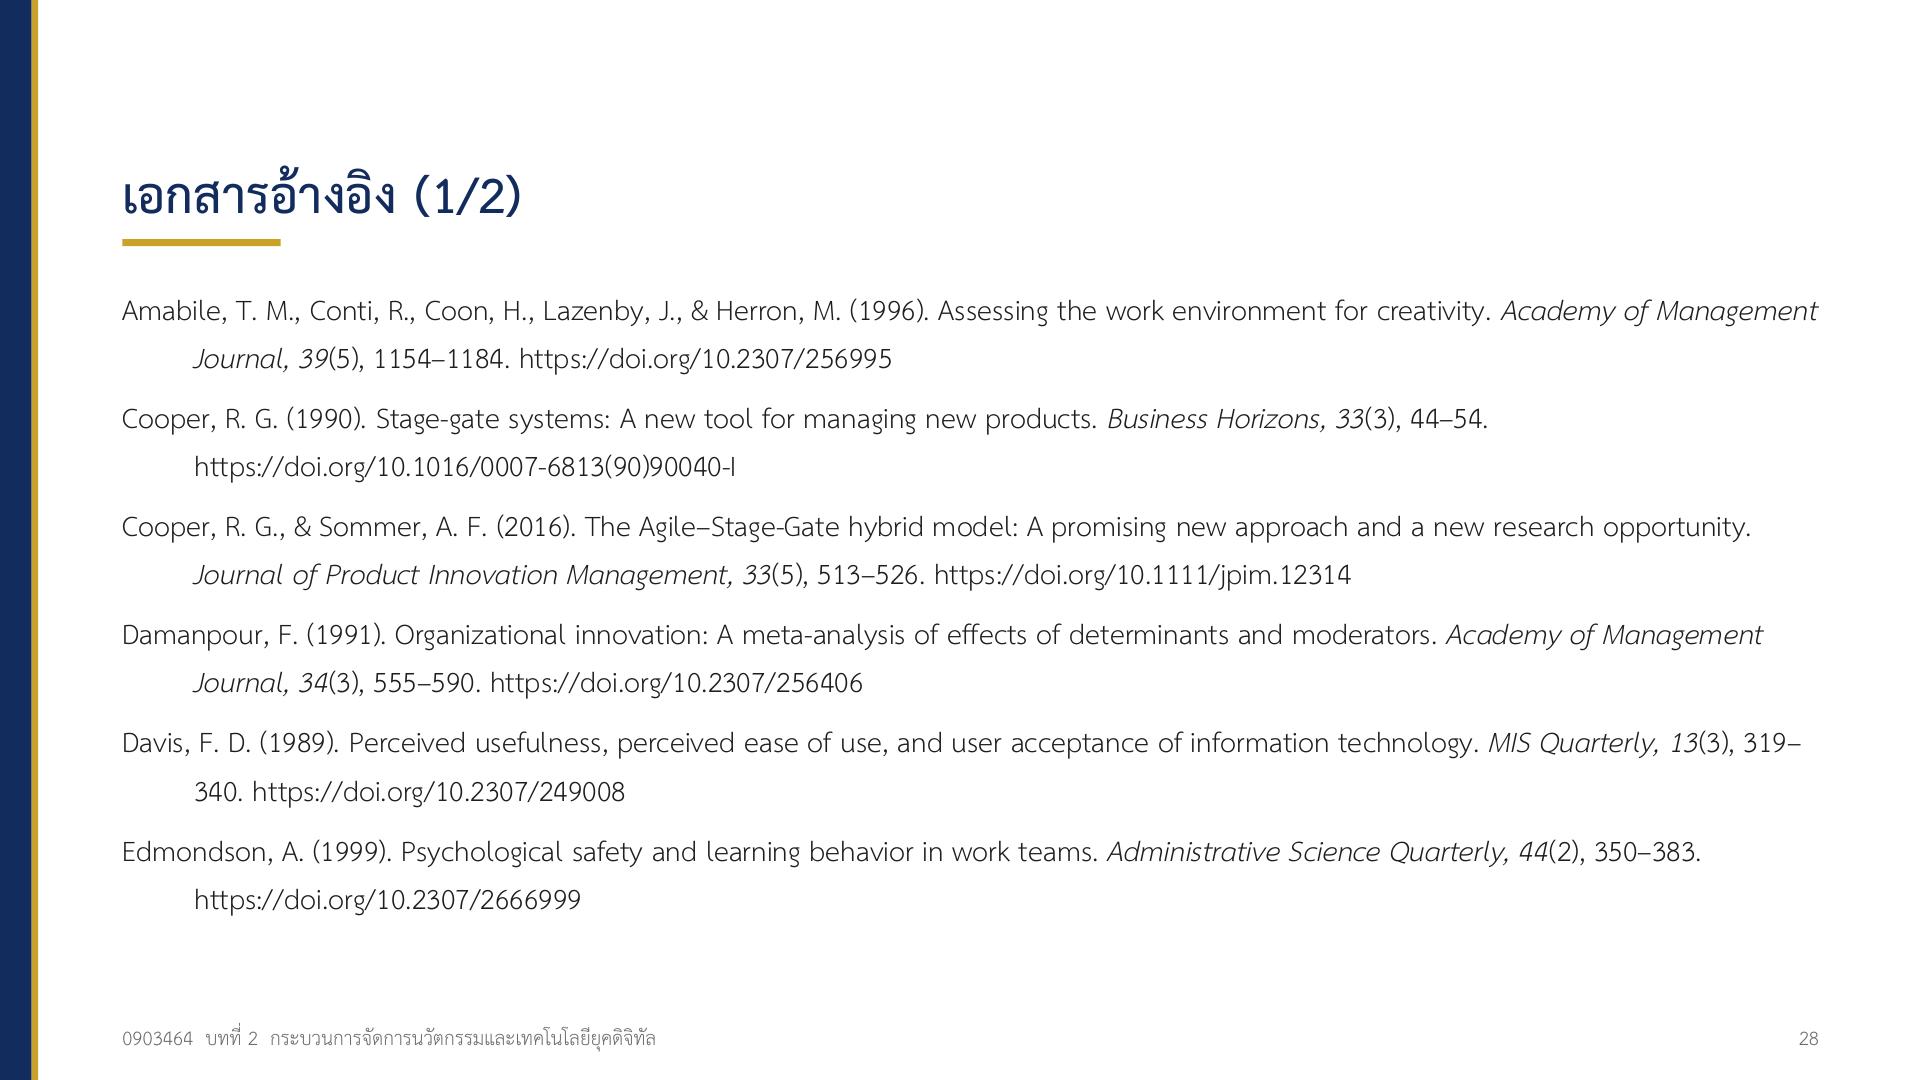 เอกสารอ้างอิง (1/2)
Amabile, T. M., Conti, R., Coon, H., Lazenby, J., & Herron, M. (1996). Assessing the work environment for creativity. Academy of Management
Journal, 39(5), 1154–1184. https://doi.org/10.2307/256995
Cooper, R. G. (1990). Stage-gate systems: A new tool for managing new products. Business Horizons, 33(3), 44–54.
https://doi.org/10.1016/0007-6813(90)90040-I
Cooper, R. G., & Sommer, A. F. (2016). The Agile–Stage-Gate hybrid model: A promising new approach and a new research opportunity.
Journal of Product Innovation Management, 33(5), 513–526. https://doi.org/10.1111/jpim.12314
Damanpour, F. (1991). Organizational innovation: A meta-analysis of effects of determinants and moderators. Academy of Management
Journal, 34(3), 555–590. https://doi.org/10.2307/256406
Davis, F. D. (1989). Perceived usefulness, perceived ease of use, and user acceptance of information technology. MIS Quarterly, 13(3), 319–
340. https://doi.org/10.2307/249008
Edmondson, A. (1999). Psychological safety and learning behavior in work teams. Administrative Science Quarterly, 44(2), 350–383.
https://doi.org/10.2307/2666999
0903464 บทที่ 2 กระบวนการจัดการนวัตกรรมและเทคโนโลยียุคดิจิทัล
28